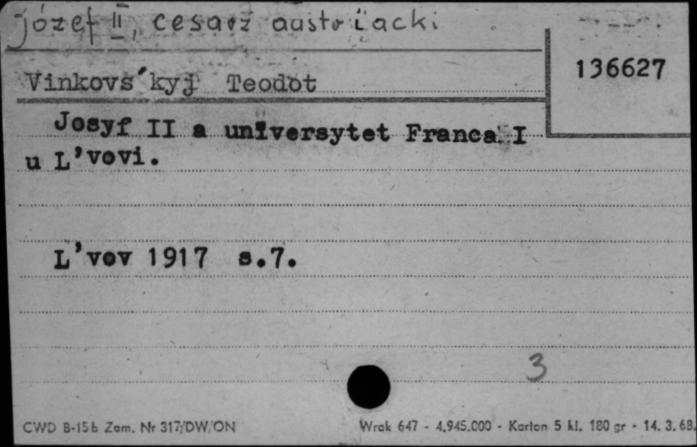 józef II, cesarz austriacki
136627
Vinkovs'kyj Teodot
Josyf II a universytet Franca I
u L'vovi.
L'vov 1917 s.7.
3
CWD B-15b Zam. Nr 317/DW/ON
Wrak 647 - 4.945.000 - Karton 5 kl. 180 gr - 14. 3. 68